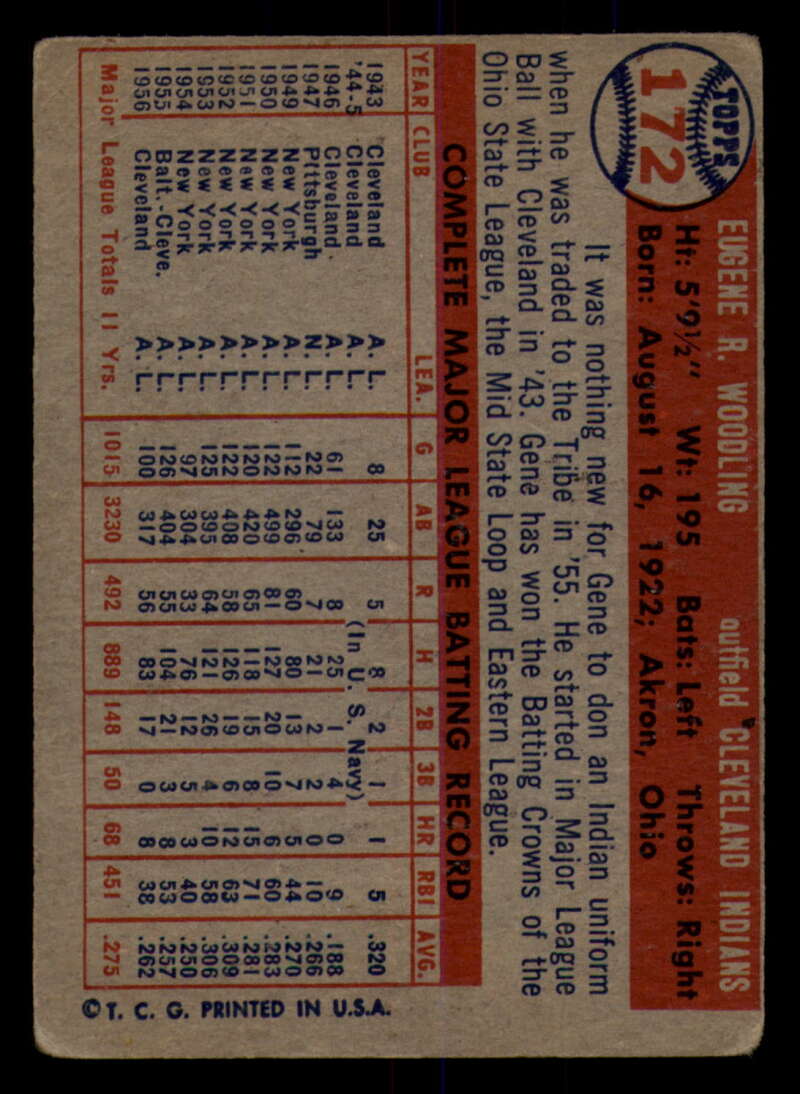 TOPPS
172
EUGENE R. WOODLING outfield CLEVELAND INDIANS
Ht: 5'9½" Wt: 195 Bats: Left Throws: Right
Born: August 16, 1922; Akron, Ohio
It was nothing new for Gene to don an Indian uniform
when he was traded to the Tribe in '55. He started in Major League
Ball with Cleveland in '43. Gene has won the Batting Crowns of the
Ohio State League, the Mid State Loop and Eastern League.
COMPLETE MAJOR LEAGUE BATTING RECORD
YEAR CLUB LEA. G AB R H 2B 3B HR RBI AVG.
1943 Cleveland A. L. 8 25 5 8 2 1 1 5 .320
'44-5 Cleveland A. L. (In U. S. Navy)
1946 Cleveland A. L. 61 133 8 25 1 4 0 9 .188
1947 Pittsburgh N. L. 22 79 7 21 2 2 0 10 .266
1949 New York A. L. 112 296 60 80 13 7 5 44 .270
1950 New York A. L. 122 499 81 127 20 10 6 60 .283
1951 New York A. L. 120 420 65 118 15 8 15 71 .281
1952 New York A. L. 122 408 58 126 19 6 12 63 .309
1953 New York A. L. 125 395 64 121 26 4 10 58 .306
1954 New York A. L. 97 304 33 76 12 5 3 40 .250
1955 Balt.-Cleve. A. L. 126 404 55 104 21 3 8 53 .257
1956 Cleveland A. L. 100 317 56 83 17 0 8 38 .262
Major League Totals 11 Yrs. 1015 3230 492 889 148 50 68 451 .275
© T. C. G. PRINTED IN U.S.A.